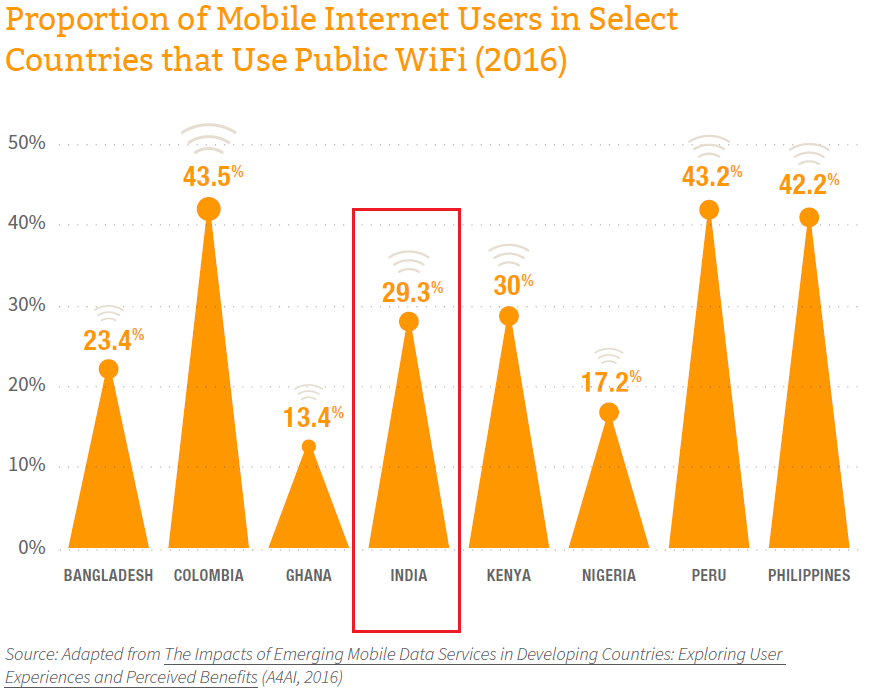 Proportion of Mobile Internet Users in Select
Countries that Use Public WiFi (2016)
50%
40%
30%
20%
10%
0%
23.4%
43.5%
13.4%
29.3%
30%
17.2%
43.2%
42.2%
BANGLADESH
COLOMBIA
GHANA
INDIA
KENYA
NIGERIA
PERU
PHILIPPINES
Source: Adapted from The Impacts of Emerging Mobile Data Services in Developing Countries: Exploring User
Experiences and Perceived Benefits (A4AI, 2016)